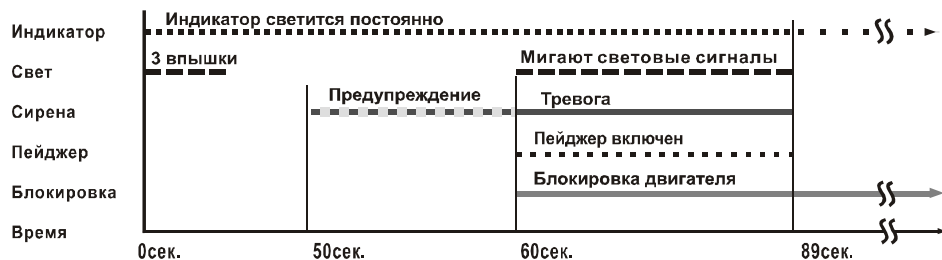 Индикатор Индикатор светится постоянно
Свет 3 впышки Мигают световые сигналы
Сирена Предупреждение Тревога
Пейджер Пейджер включен
Блокировка Блокировка двигателя
Время
0сек. 50сек. 60сек. 89сек.